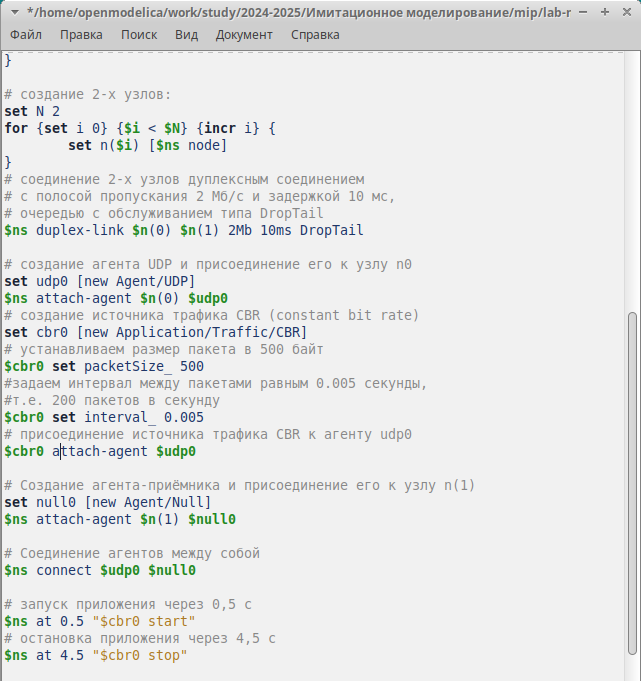 */home/openmodelica/work/study/2024-2025/Имитационное моделирование/mip/lab-r
Файл Правка Поиск Вид Документ Справка
}
# создание 2-х узлов:
set N 2
for {set i 0} {$i < $N} {incr i} {
set n($i) [$ns node]
}
# соединение 2-х узлов дуплексным соединением
# с полосой пропускания 2 Мб/с и задержкой 10 мс,
# очередью с обслуживанием типа DropTail
$ns duplex-link $n(0) $n(1) 2Mb 10ms DropTail
# создание агента UDP и присоединение его к узлу n0
set udp0 [new Agent/UDP]
$ns attach-agent $n(0) $udp0
# создание источника трафика CBR (constant bit rate)
set cbr0 [new Application/Traffic/CBR]
# устанавливаем размер пакета в 500 байт
$cbr0 set packetSize_ 500
#задаем интервал между пакетами равным 0.005 секунды,
#т.е. 200 пакетов в секунду
$cbr0 set interval_ 0.005
# присоединение источника трафика CBR к агенту udp0
$cbr0 attach-agent $udp0
# Создание агента-приёмника и присоединение его к узлу n(1)
set null0 [new Agent/Null]
$ns attach-agent $n(1) $null0
# Соединение агентов между собой
$ns connect $udp0 $null0
# запуск приложения через 0,5 с
$ns at 0.5 "$cbr0 start"
# остановка приложения через 4,5 с
$ns at 4.5 "$cbr0 stop"